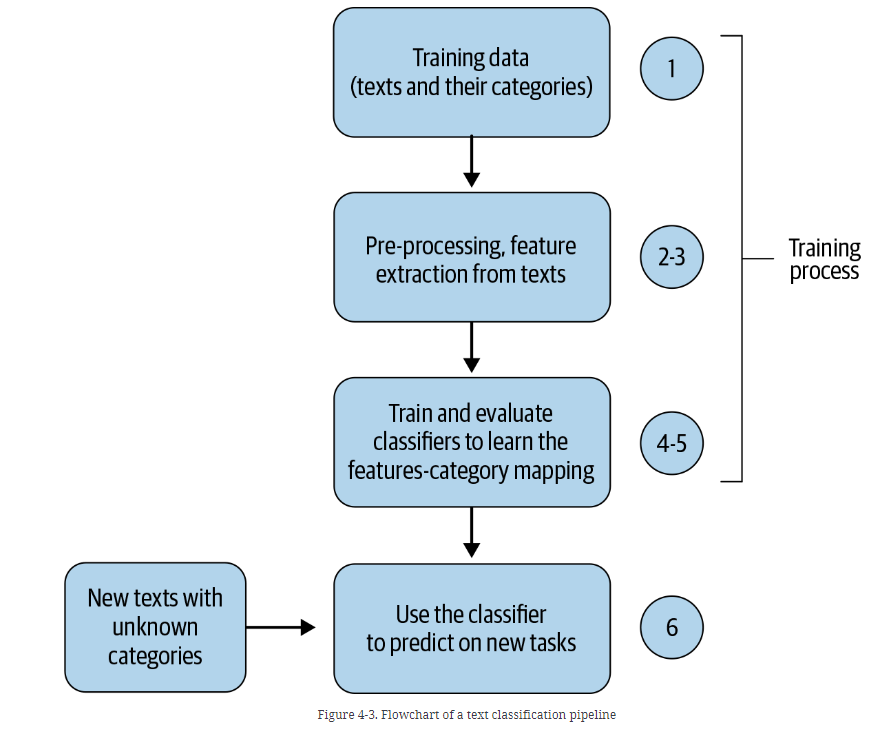 Training data
(texts and their categories)
1
Pre-processing, feature
extraction from texts
2-3
Training
process
Train and evaluate
classifiers to learn the
features-category mapping
4-5
New texts with
unknown
categories
Use the classifier
to predict on new tasks
6
Figure 4-3. Flowchart of a text classification pipeline